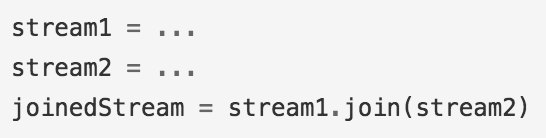 stream1 = ...
stream2 = ...
joinedStream = stream1.join(stream2)